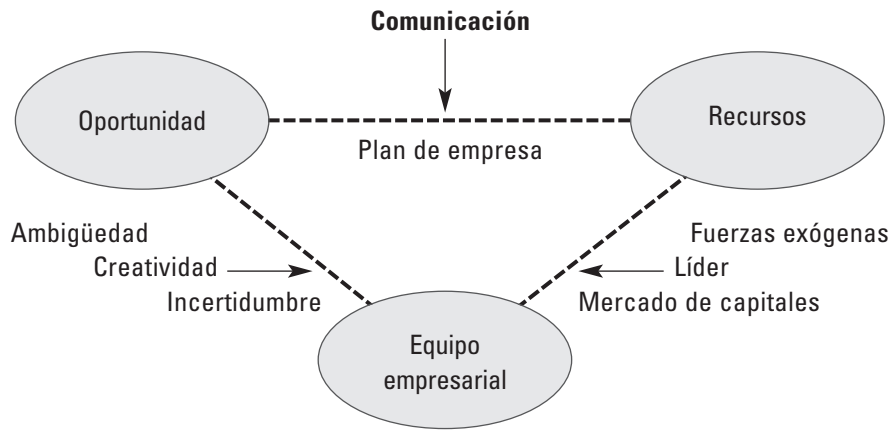 Comunicación
Oportunidad
Recursos
Plan de empresa
Ambigüedad
Creatividad
Incertidumbre
Fuerzas exógenas
Líder
Mercado de capitales
Equipo
empresarial